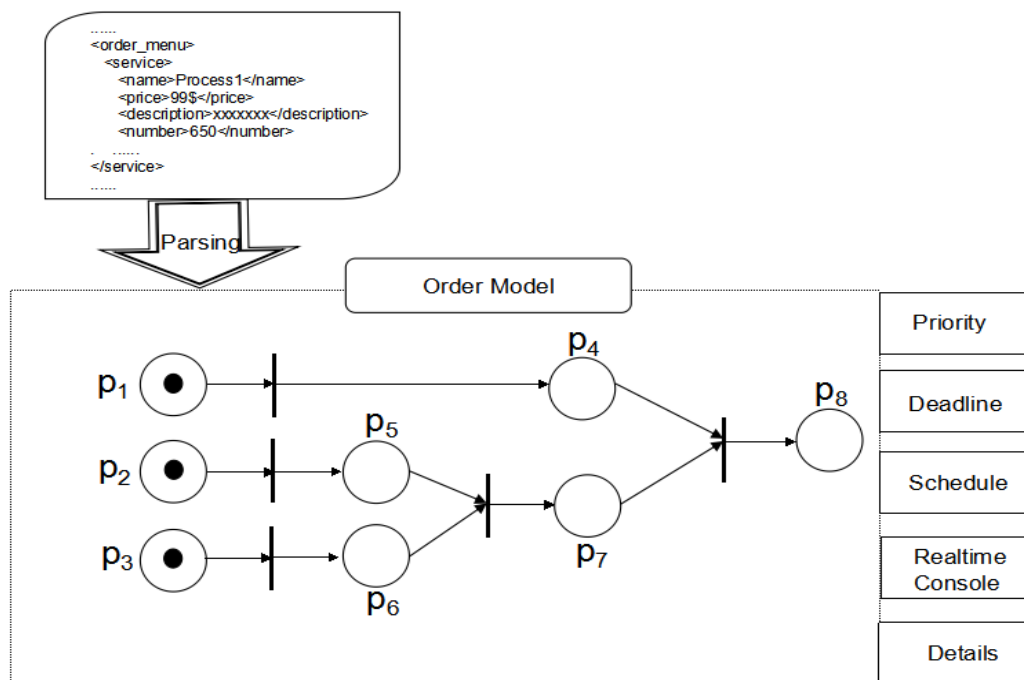 ......
<order_menu>
<service>
<name>Process1</name>
<price>99$</price>
<description>xxxxxxx</description>
<number>650</number>
. ......
</service>
......
Parsing
Order Model
p1
p2
p3
p4
p5
p6
p7
p8
Priority
Deadline
Schedule
Realtime
Console
Details